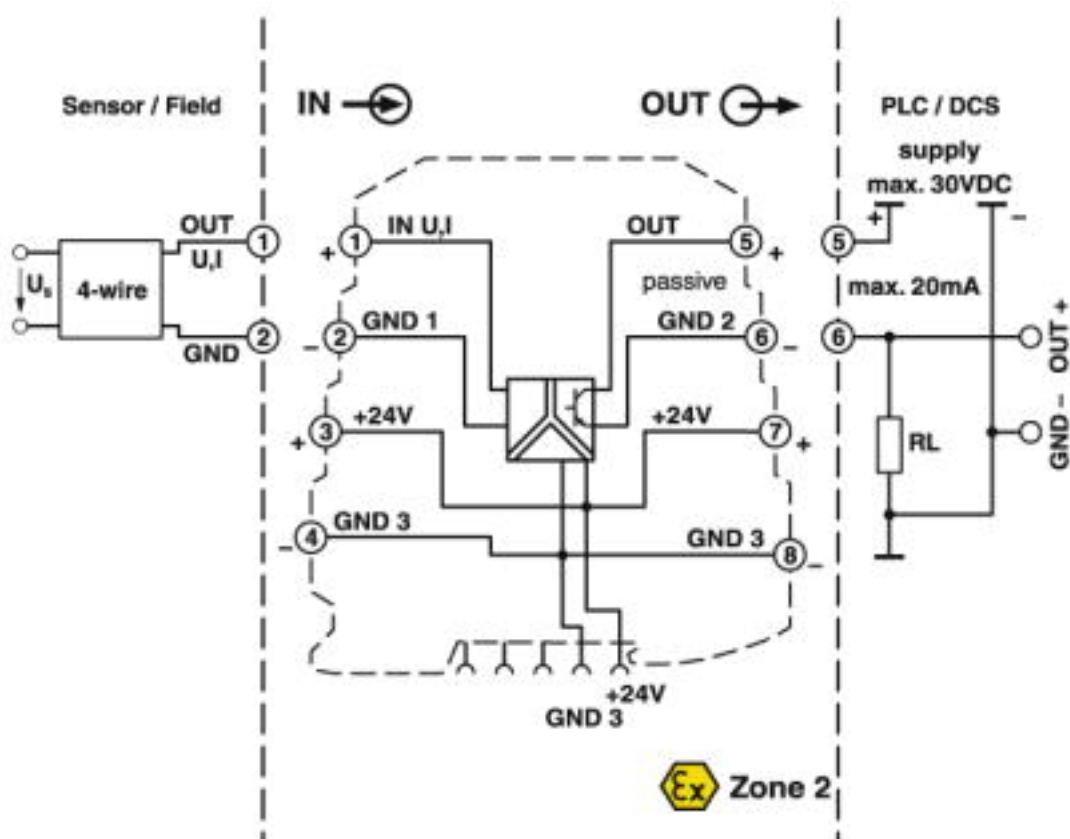 Sensor / Field
IN
OUT
PLC / DCS
supply
max. 30VDC
+
–
OUT
U,I
1
+
1
IN U,I
OUT
5
+
5
Us
4-wire
passive
max. 20mA
GND
2
–
2
GND 1
GND 2
6
–
6
OUT +
GND –
+
3
+24V
+24V
7
+
RL
–
4
GND 3
GND 3
8
–
+24V
GND 3
Ex
Zone 2